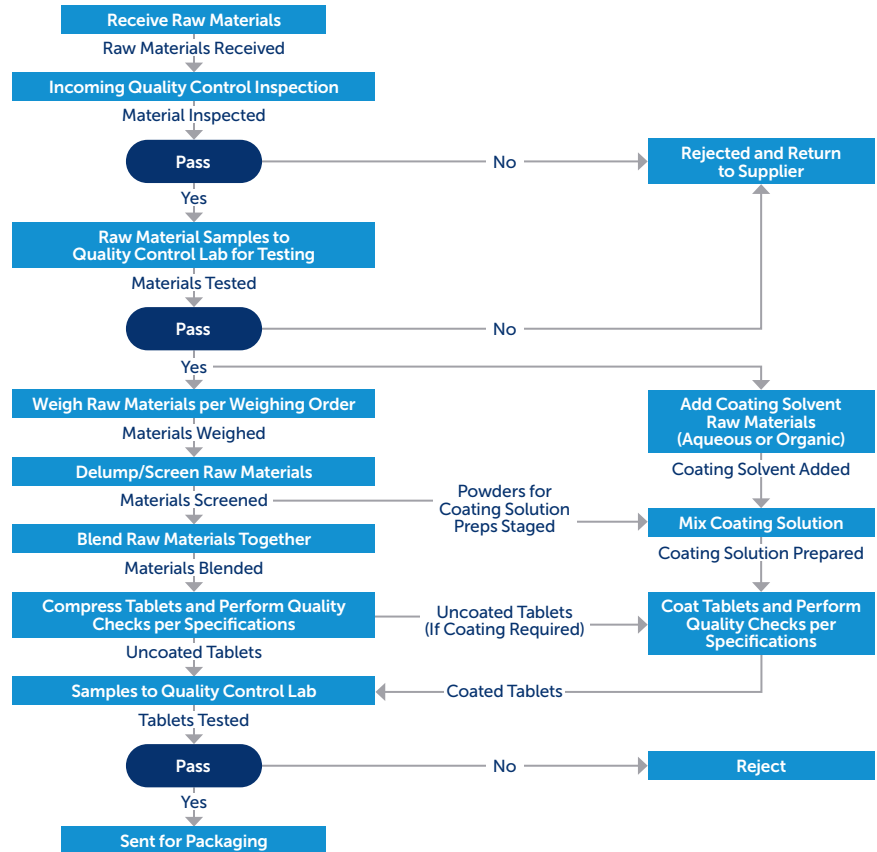 Receive Raw Materials
Raw Materials Received
Incoming Quality Control Inspection
Material Inspected
Pass
No
Rejected and Return
to Supplier
Yes
Raw Material Samples to
Quality Control Lab for Testing
Materials Tested
Pass
No
Yes
Weigh Raw Materials per Weighing Order
Add Coating Solvent
Raw Materials
(Aqueous or Organic)
Materials Weighed
Delump/Screen Raw Materials
Coating Solvent Added
Materials Screened
Powders for
Coating Solution
Preps Staged
Mix Coating Solution
Blend Raw Materials Together
Coating Solution Prepared
Materials Blended
Compress Tablets and Perform Quality
Checks per Specifications
Uncoated Tablets
(If Coating Required)
Coat Tablets and Perform
Quality Checks per
Specifications
Uncoated Tablets
Samples to Quality Control Lab
Coated Tablets
Tablets Tested
Pass
No
Reject
Yes
Sent for Packaging